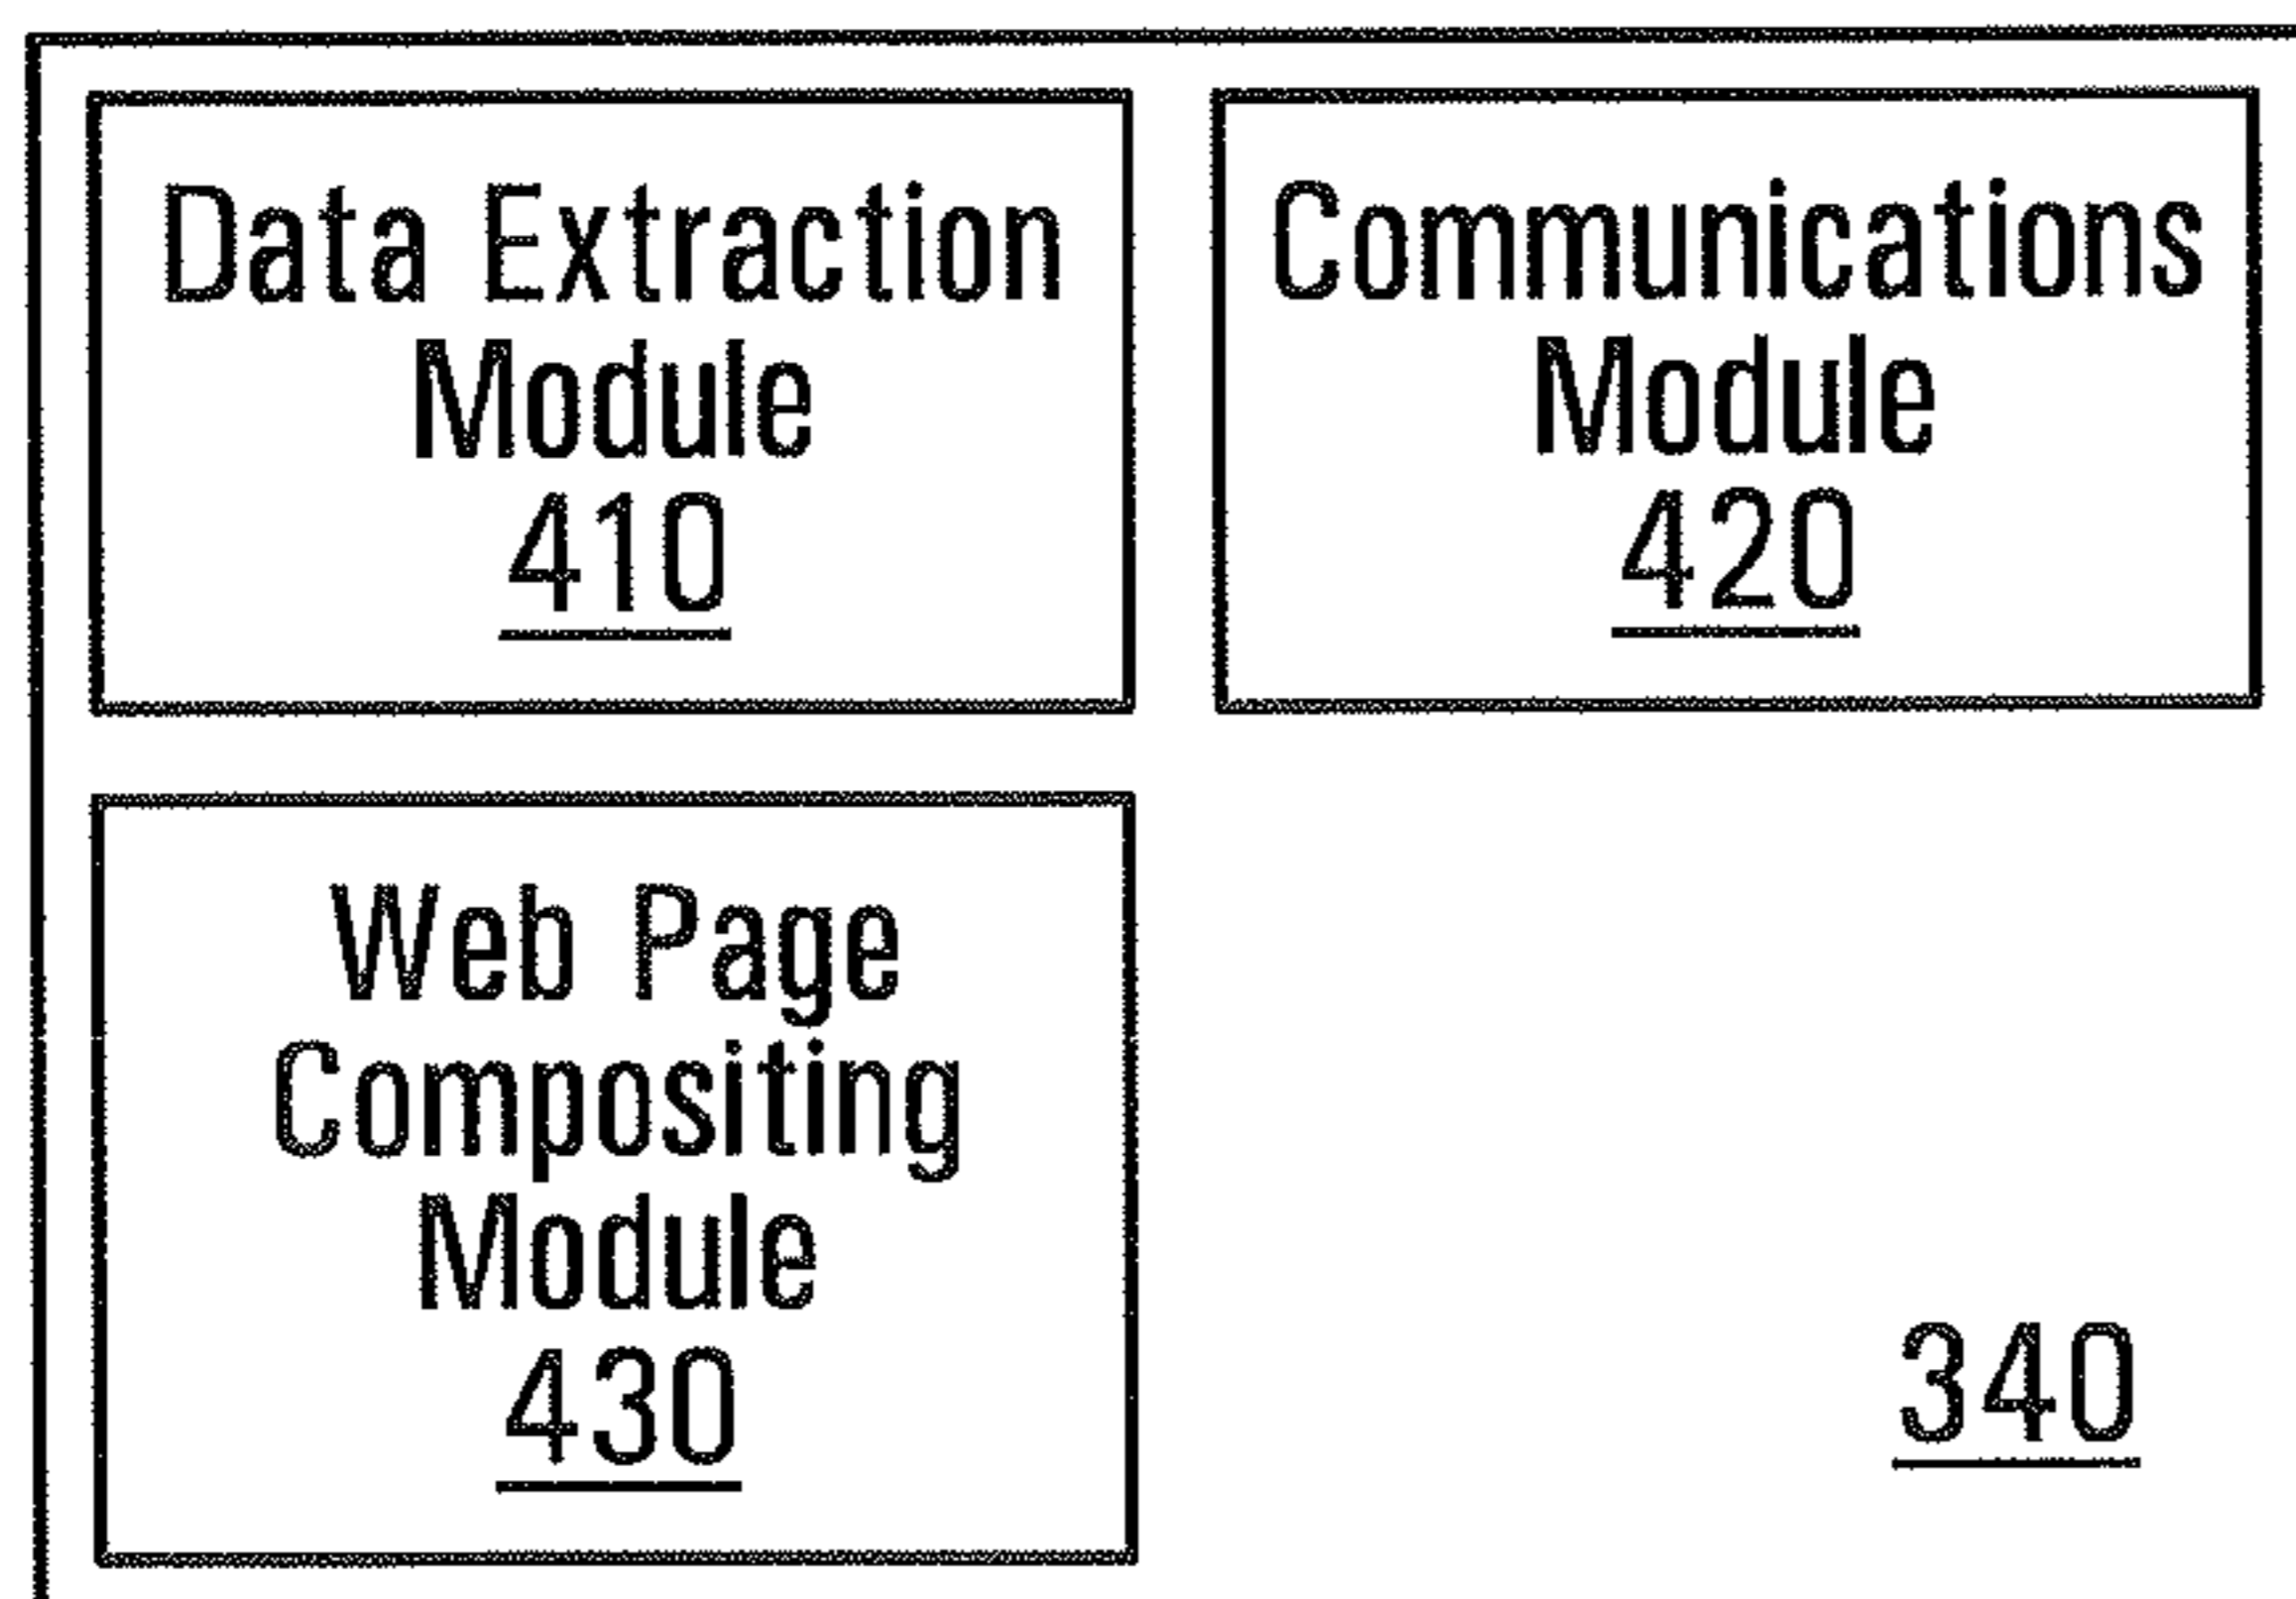 Data Extraction
Module
410
Communications
Module
420
Web Page
Compositing
Module
430
340